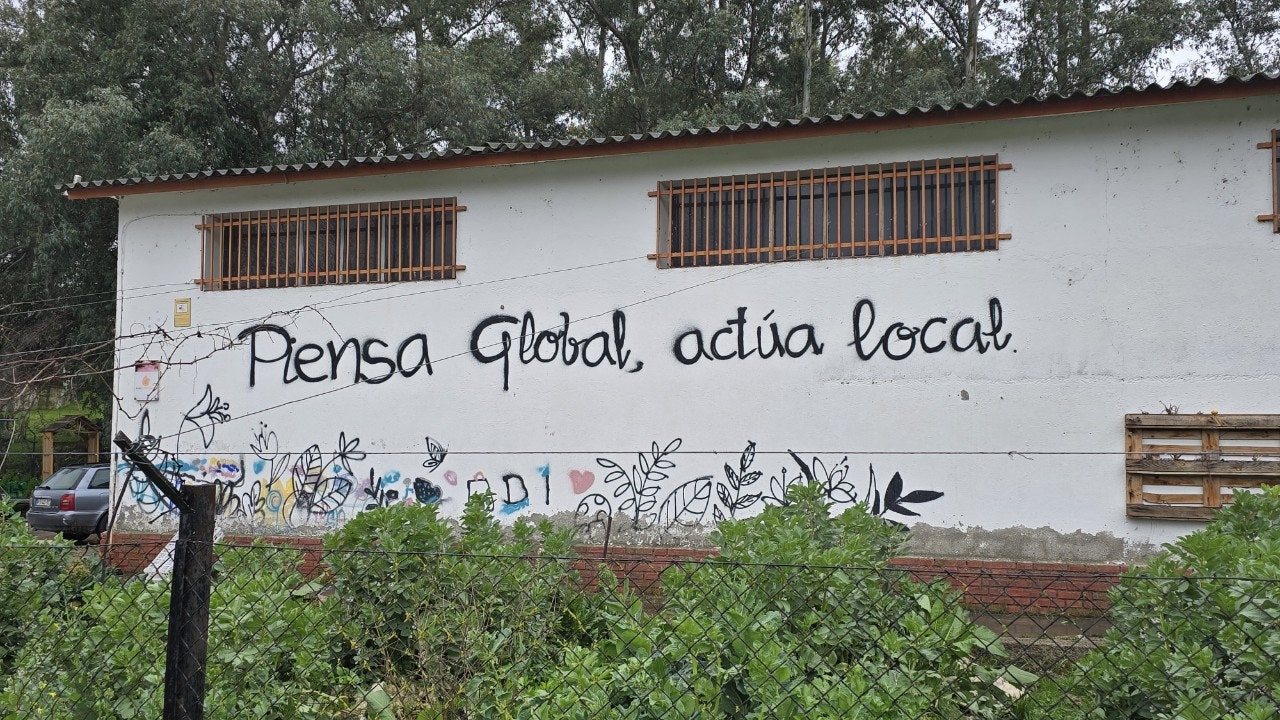 Piensa Global, actúa local.